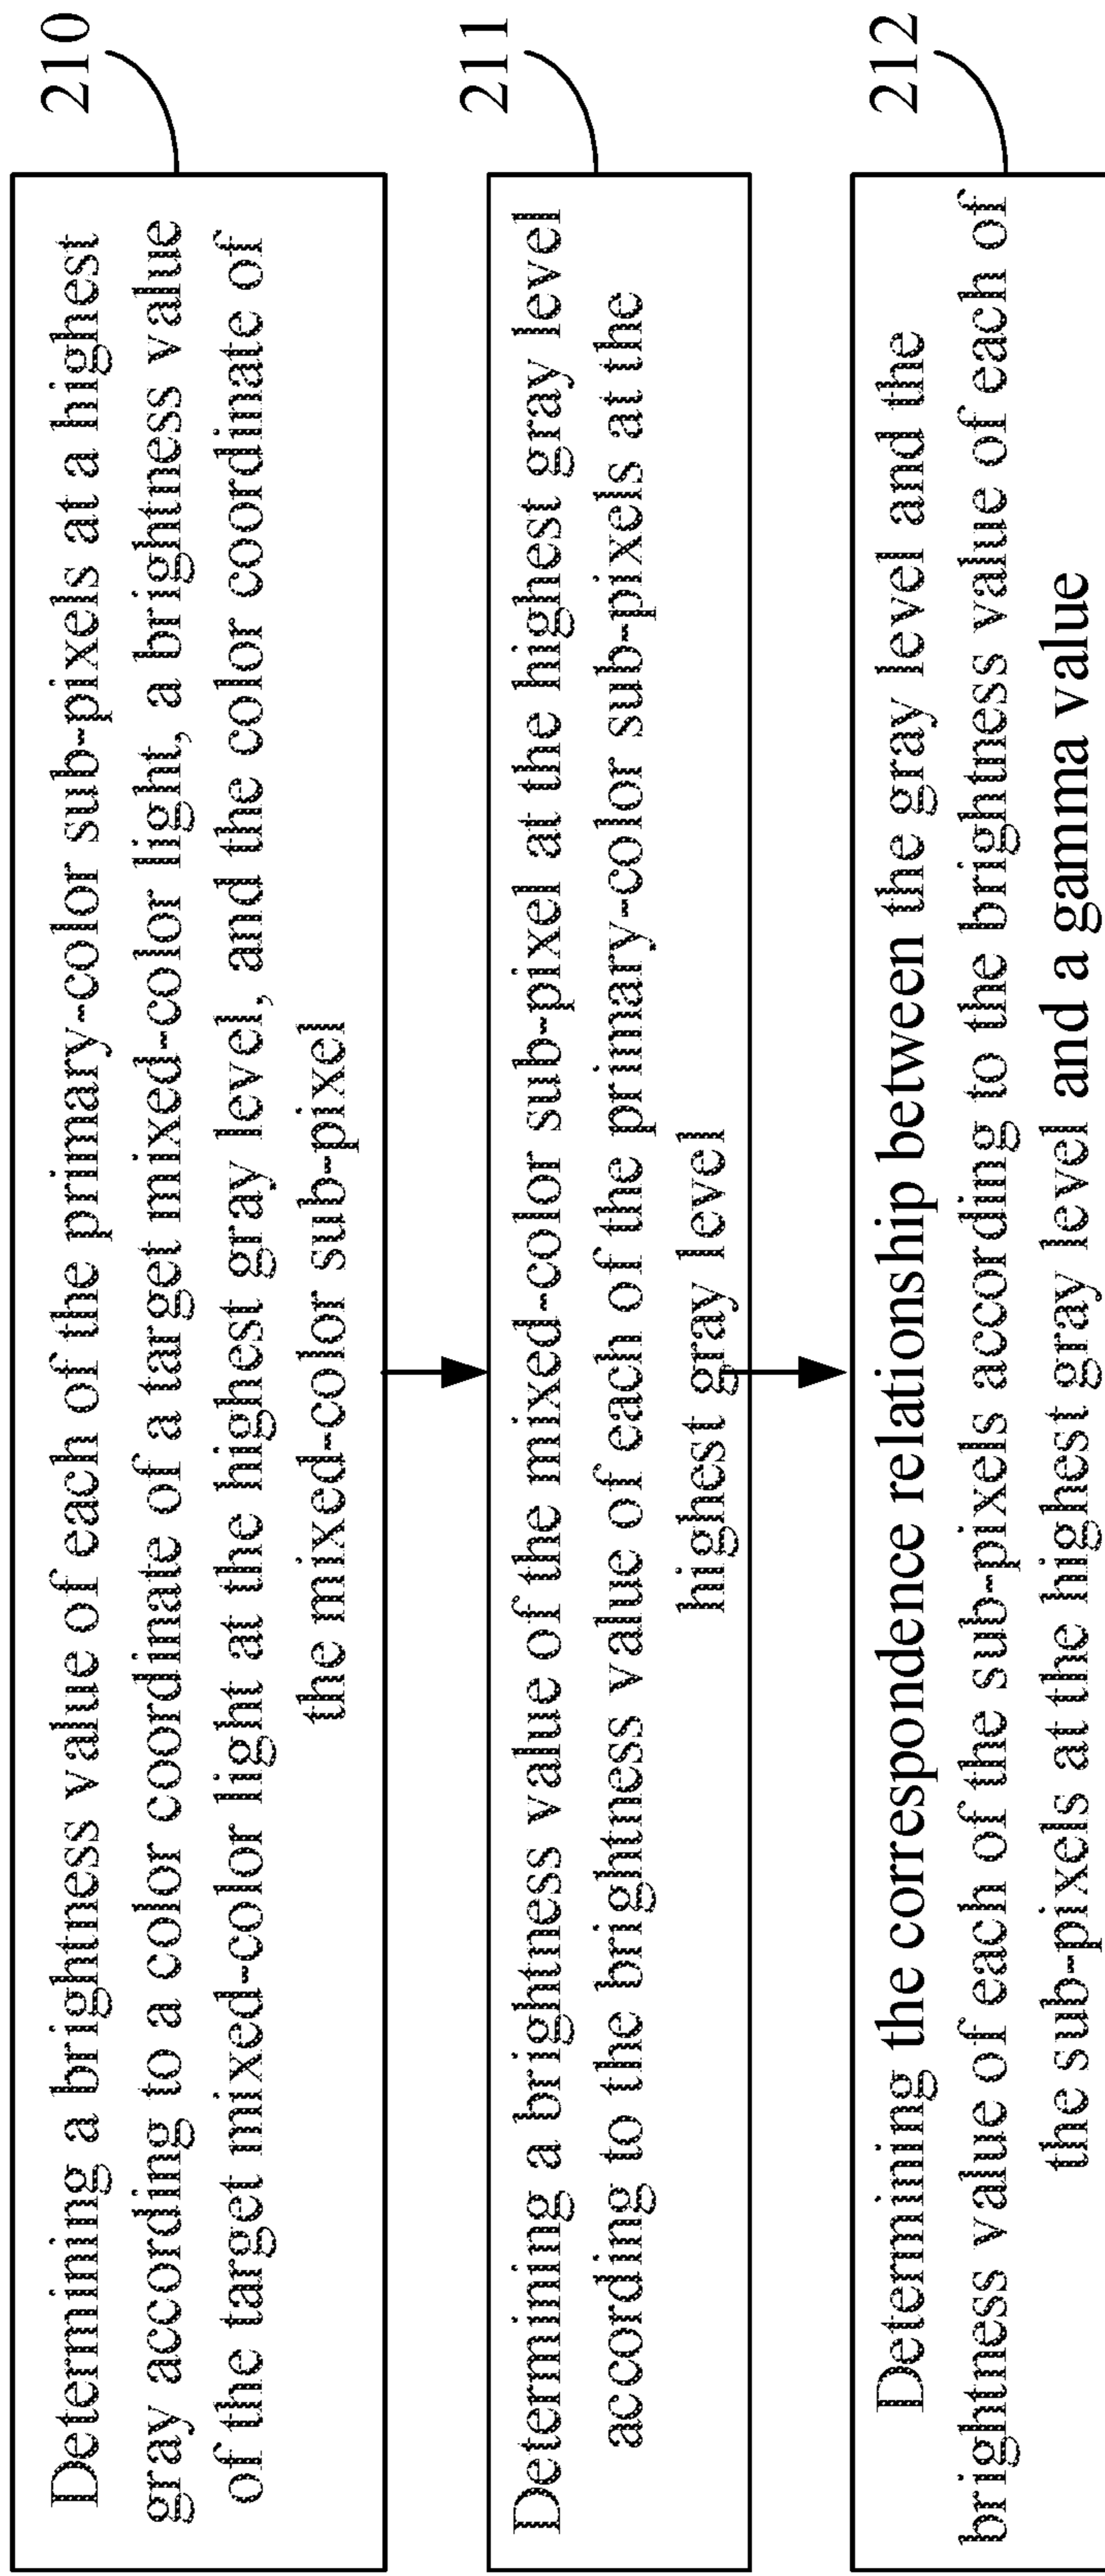 210
Determining a brightness value of each of the primary-color sub-pixels at a highest
gray according to a color coordinate of a target mixed-color light, a brightness value
of the target mixed-color light at the highest gray level, and the color coordinate of
the mixed-color sub-pixel
211
Determining a brightness value of the mixed-color sub-pixel at the highest gray level
according to the brightness value of each of the primary-color sub-pixels at the
highest gray level
212
Determining the correspondence relationship between the gray level and the
brightness value of each of the sub-pixels according to the brightness value of each of
the sub-pixels at the highest gray level and a gamma value